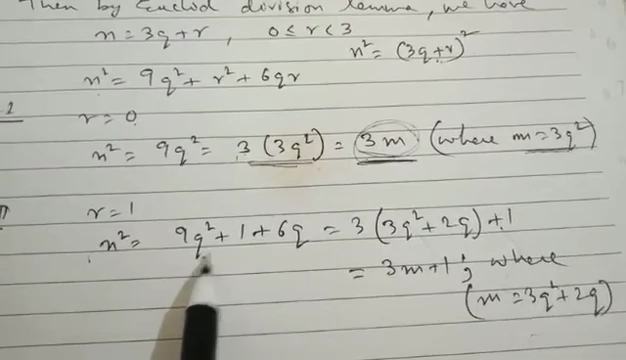 Then by Euclid division lemma, we have
n = 3q + r , 0 ≤ r < 3
n² = (3q+r)²
n² = 9q² + r² + 6qr
r = 0
n² = 9q² = 3(3q²) = 3m (where m = 3q²)
r = 1
n² = 9q² + 1 + 6q = 3(3q² + 2q) + 1
= 3m+1 ; where
(m = 3q² + 2q)